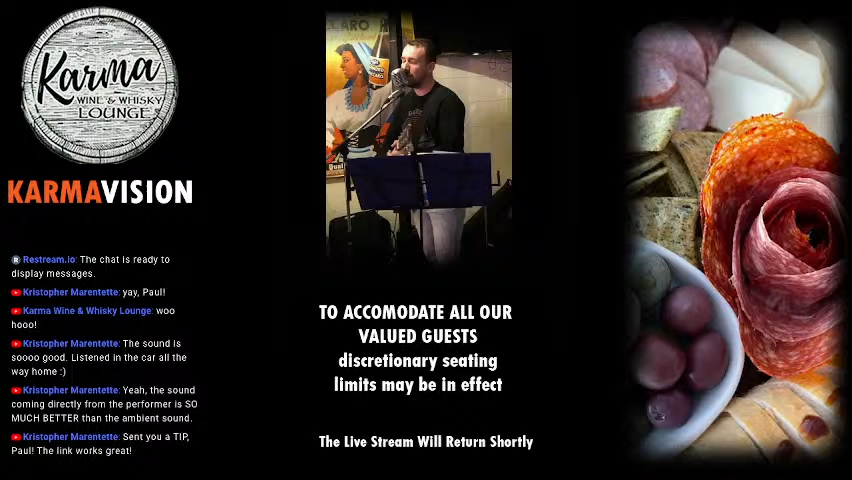 Karma
WINE & WHISKY
LOUNGE
KARMAVISION
Restream.io: The chat is ready to
display messages.
Kristopher Marentette: yay, Paul!
Karma Wine & Whisky Lounge: woo
hooo!
Kristopher Marentette: The sound is
soooo good. Listened in the car all the
way home :)
Kristopher Marentette: Yeah, the sound
coming directly from the performer is SO
MUCH BETTER than the ambient sound.
Kristopher Marentette: Sent you a TIP,
Paul! The link works great!
TO ACCOMODATE ALL OUR
VALUED GUESTS
discretionary seating
limits may be in effect
The Live Stream Will Return Shortly